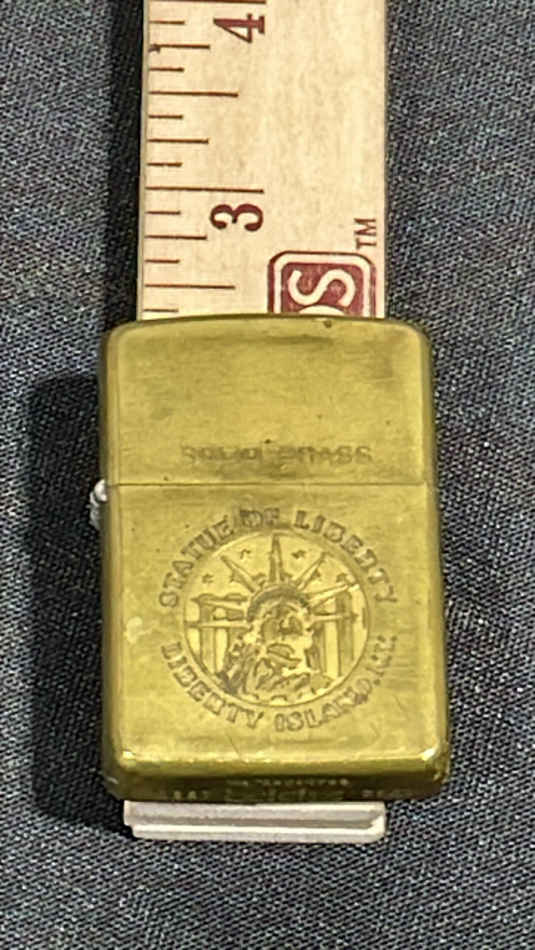 4
3
TM
SOLID BRASS
STATUE OF LIBERTY
LIBERTY ISLAND, N.Y.